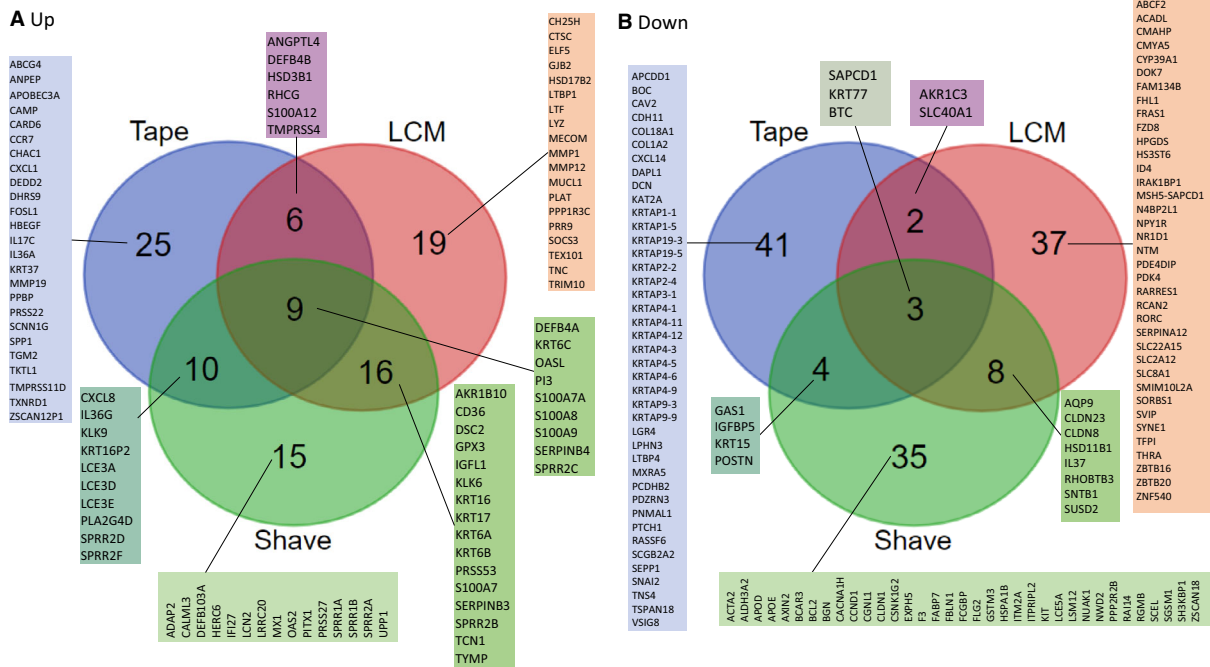 A Up
ABCG4
ANPEP
APOBEC3A
CAMP
CARD6
CCR7
CHAC1
CXCL1
DEDD2
DHRS9
FOSL1
HBEGF
IL17C
IL36A
KRT37
MMP19
PPBP
PRSS22
SCNN1G
SPP1
TGM2
TKTL1
TMPRSS11D
TXNRD1
ZSCAN12P1
ANGPTL4
DEFB4B
HSD3B1
RHCG
S100A12
TMPRSS4
CH25H
CTSC
ELF5
GJB2
HSD17B2
LTBP1
LTF
LYZ
MECOM
MMP1
MMP12
MUCL1
PLAT
PPP1R3C
PRR9
SOCS3
TEX101
TNC
TRIM10
Tape
LCM
25
6
19
9
10
16
15
Shave
DEFB4A
KRT6C
OASL
PI3
S100A7A
S100A8
S100A9
SERPINB4
SPRR2C
CXCL8
IL36G
KLK9
KRT16P2
LCE3A
LCE3D
LCE3E
PLA2G4D
SPRR2D
SPRR2F
AKR1B10
CD36
DSC2
GPX3
IGFL1
KLK6
KRT16
KRT17
KRT6A
KRT6B
PRSS53
S100A7
SERPINB3
SPRR2B
TCN1
TYMP
ADAP2
CALML3
DEFB103A
HERC6
IFI27
LCN2
LRRC20
MX1
OAS2
PITX1
PRSS27
SPRR1A
SPRR1B
SPRR2A
UPP1
B Down
APCDD1
BOC
CAV2
CDH11
COL18A1
COL1A2
CXCL14
DAPL1
DCN
KAT2A
KRTAP1-1
KRTAP1-5
KRTAP19-3
KRTAP19-5
KRTAP2-2
KRTAP2-4
KRTAP3-1
KRTAP4-1
KRTAP4-11
KRTAP4-12
KRTAP4-3
KRTAP4-5
KRTAP4-6
KRTAP4-9
KRTAP9-3
KRTAP9-9
LGR4
LPHN3
LTBP4
MXRA5
PCDHB2
PDZRN3
PNMAL1
PTCH1
RASSF6
SCGB2A2
SEPP1
SNAI2
TNS4
TSPAN18
VSIG8
SAPCD1
KRT77
BTC
AKR1C3
SLC40A1
ABCF2
ACADL
CMAHP
CMYA5
CYP39A1
DOK7
FAM134B
FHL1
FRAS1
FZD8
HPGDS
HS3ST6
ID4
IRAK1BP1
MSH5-SAPCD1
N4BP2L1
NPY1R
NR1D1
NTM
PDE4DIP
PDK4
RARRES1
RCAN2
RORC
SERPINA12
SLC22A15
SLC2A12
SLC8A1
SMIM10L2A
SORBS1
SVIP
SYNE1
TFPI
THRA
ZBTB16
ZBTB20
ZNF540
Tape
LCM
41
2
37
3
4
8
35
Shave
GAS1
IGFBP5
KRT15
POSTN
AQP9
CLDN23
CLDN8
HSD11B1
IL37
RHOBTB3
SNTB1
SUSD2
ACTA2
ALDH3A2
APOD
APOE
AXIN2
BCAR3
BCL2
BGN
CACNA1H
CCND1
CGNL1
CLDN1
CSNK1G2
EXPH5
F3
FABP7
FBLN1
FCGBP
FLG2
GSTM3
HSPA1B
ITM2A
ITPRIPL2
KIT
LCE5A
LSM12
NUAK1
NWD2
PPP2R2B
RAI14
RGMB
SCEL
SGSM1
SH3KBP1
ZSCAN18